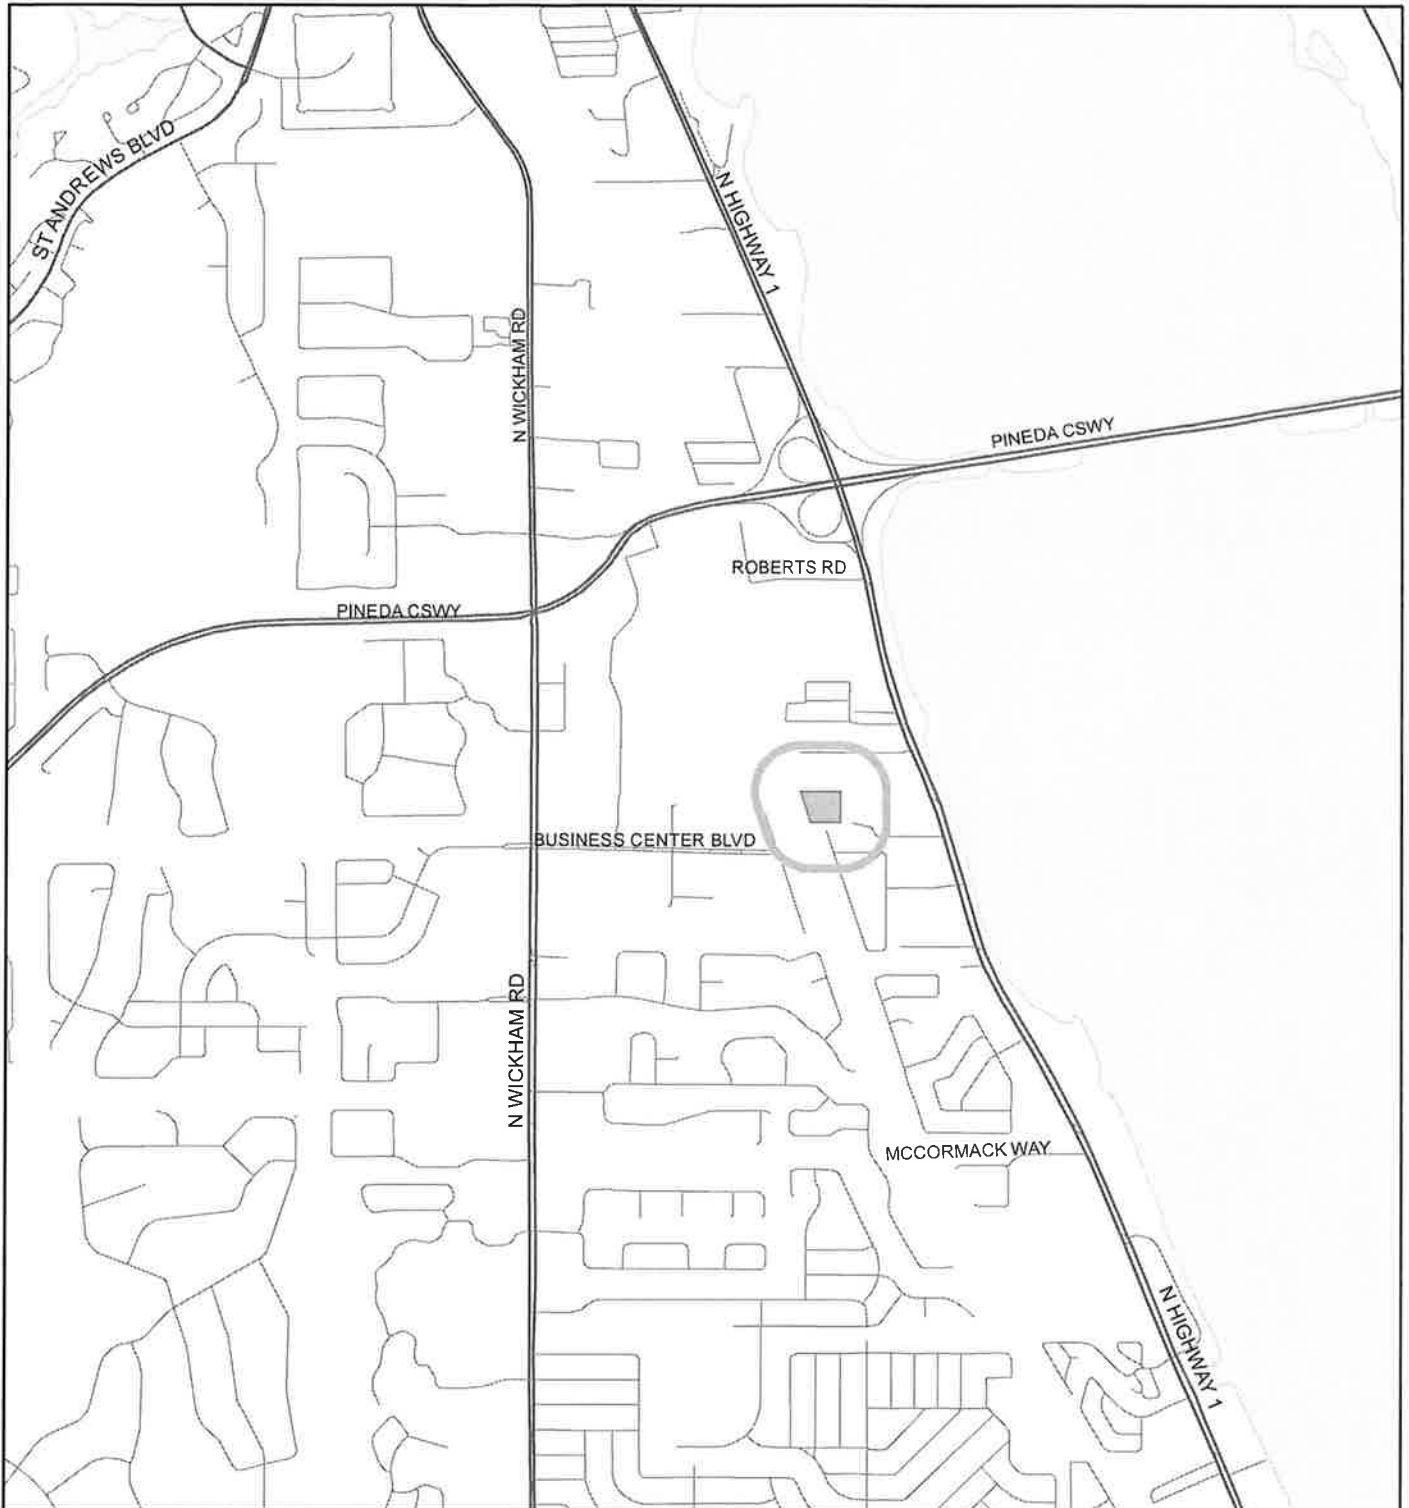 ST ANDREWS BLVD
N HIGHWAY 1
N WICKHAM RD
PINEDA CSWY
ROBERTS RD
PINEDA CSWY
BUSINESS CENTER BLVD
N WICKHAM RD
MCCORMACK WAY
N HIGHWAY 1